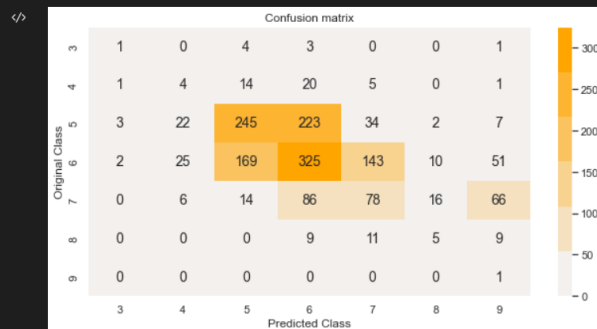 </>
Confusion matrix
3 1 0 4 3 0 0 1
4 1 4 14 20 5 0 1
5 3 22 245 223 34 2 7
6 2 25 169 325 143 10 51
7 0 6 14 86 78 16 66
8 0 0 0 9 11 5 9
9 0 0 0 0 0 0 1
3 4 5 6 7 8 9
Original Class
Predicted Class
300
250
200
150
100
50
0